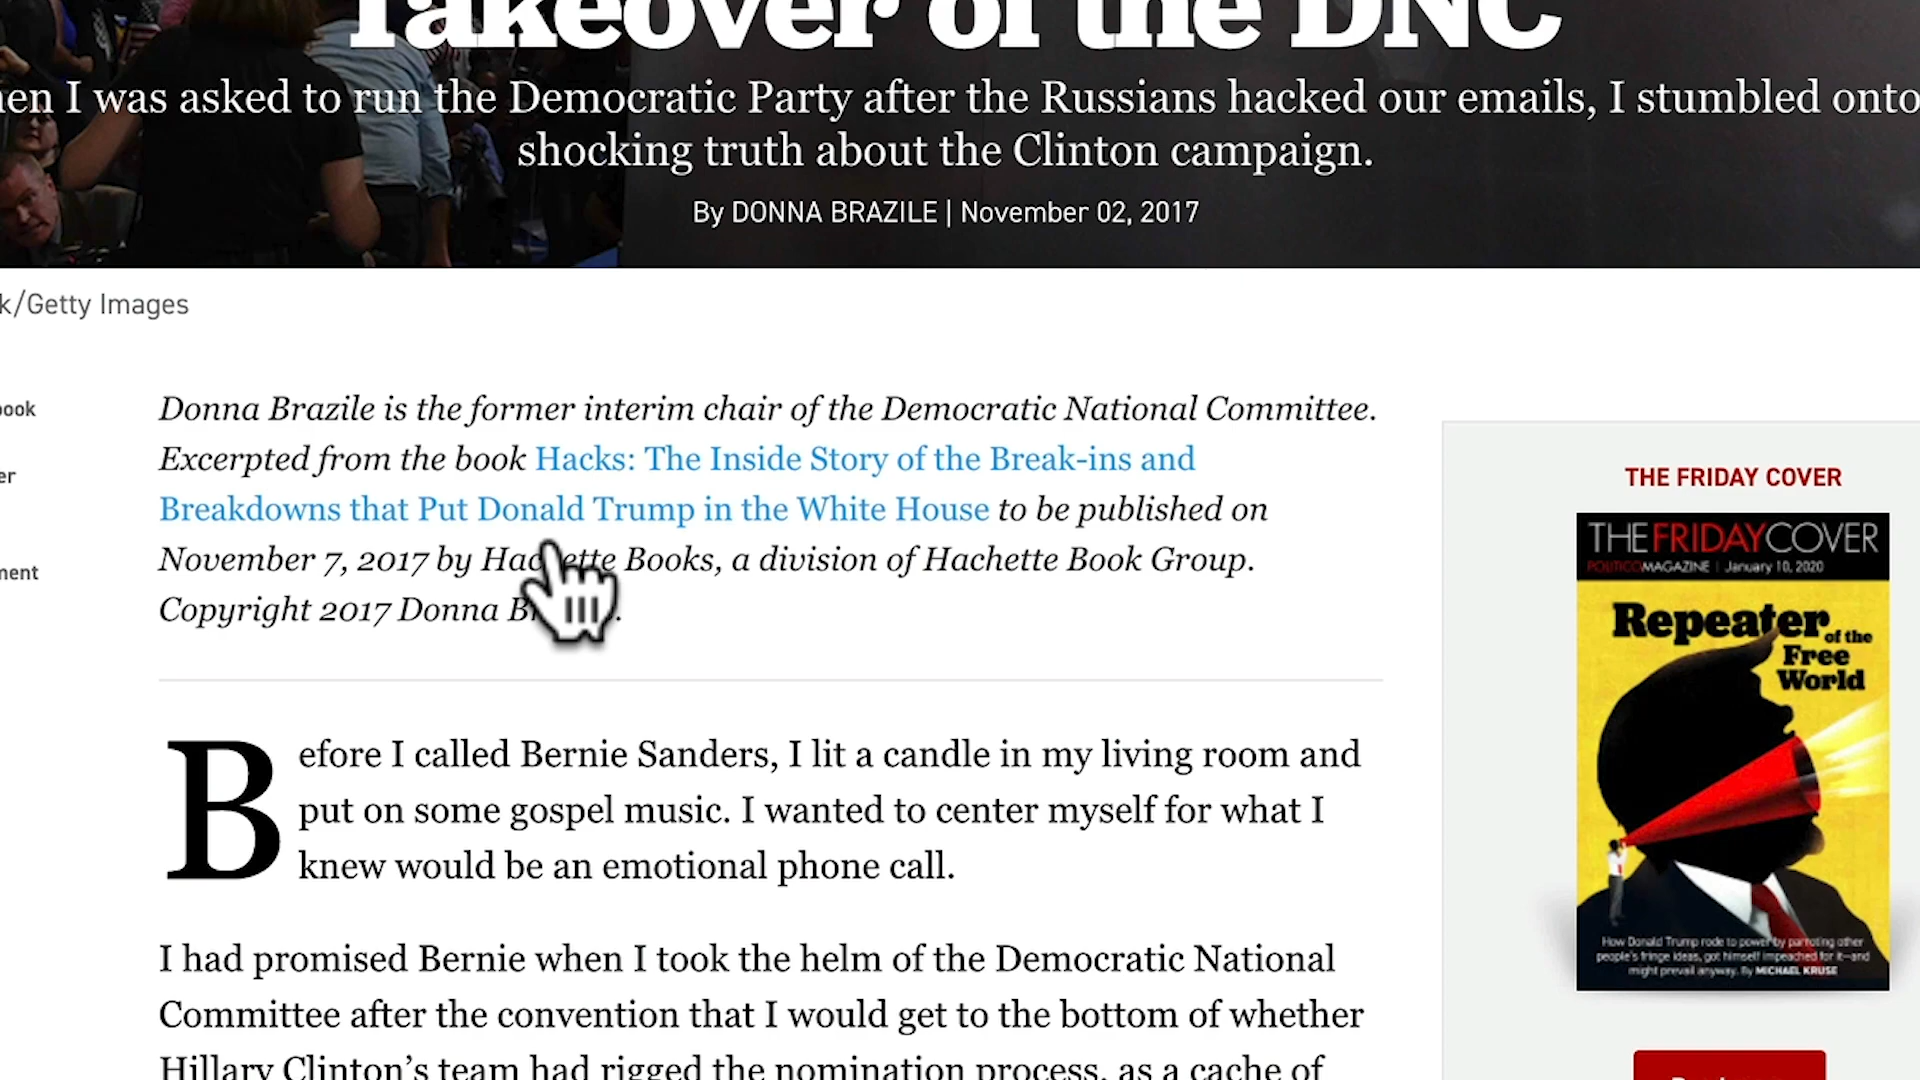 Takeover of the DNC
I was asked to run the Democratic Party after the Russians hacked our emails, I stumbled onto
shocking truth about the Clinton campaign.
By DONNA BRAZILE | November 02, 2017
/Getty Images
Donna Brazile is the former interim chair of the Democratic National Committee.
Excerpted from the book Hacks: The Inside Story of the Break-ins and
Breakdowns that Put Donald Trump in the White House to be published on
November 7, 2017 by Hachette Books, a division of Hachette Book Group.
Copyright 2017 Donna
Before I called Bernie Sanders, I lit a candle in my living room and
put on some gospel music. I wanted to center myself for what I
knew would be an emotional phone call.
I had promised Bernie when I took the helm of the Democratic National
Committee after the convention that I would get to the bottom of whether
Hillary Clinton's team had rigged the nomination process, as a cache of
THE FRIDAY COVER
THE FRIDAY COVER
POLITICO MAGAZINE | January 10, 2020
Repeater of the
Free
World
How Donald Trump rode to power by parroting other
people's fringe ideas, got himself impeached for it—and
might prevail anyway. By MICHAEL KRUSE